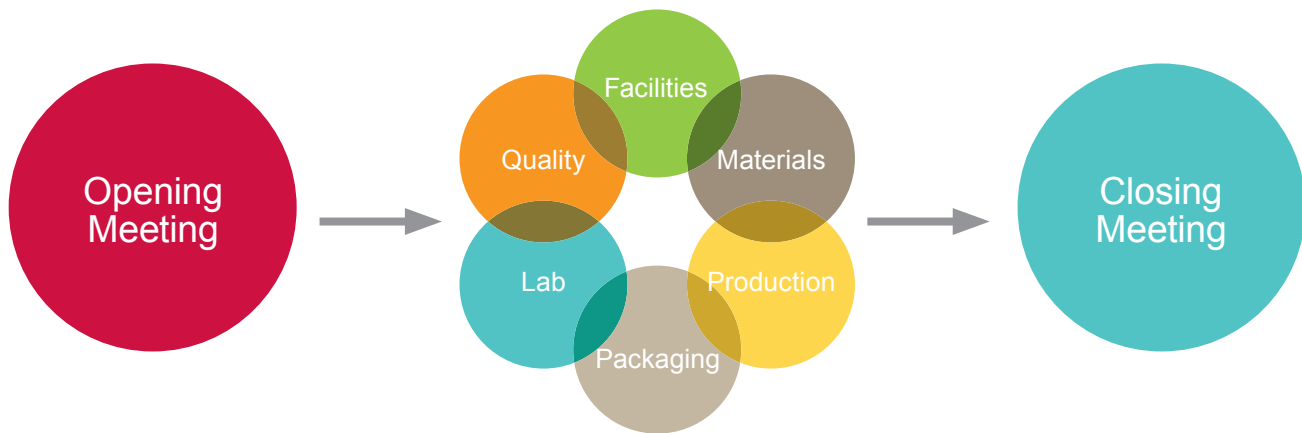 Opening
Meeting
Facilities
Quality
Materials
Lab
Production
Packaging
Closing
Meeting